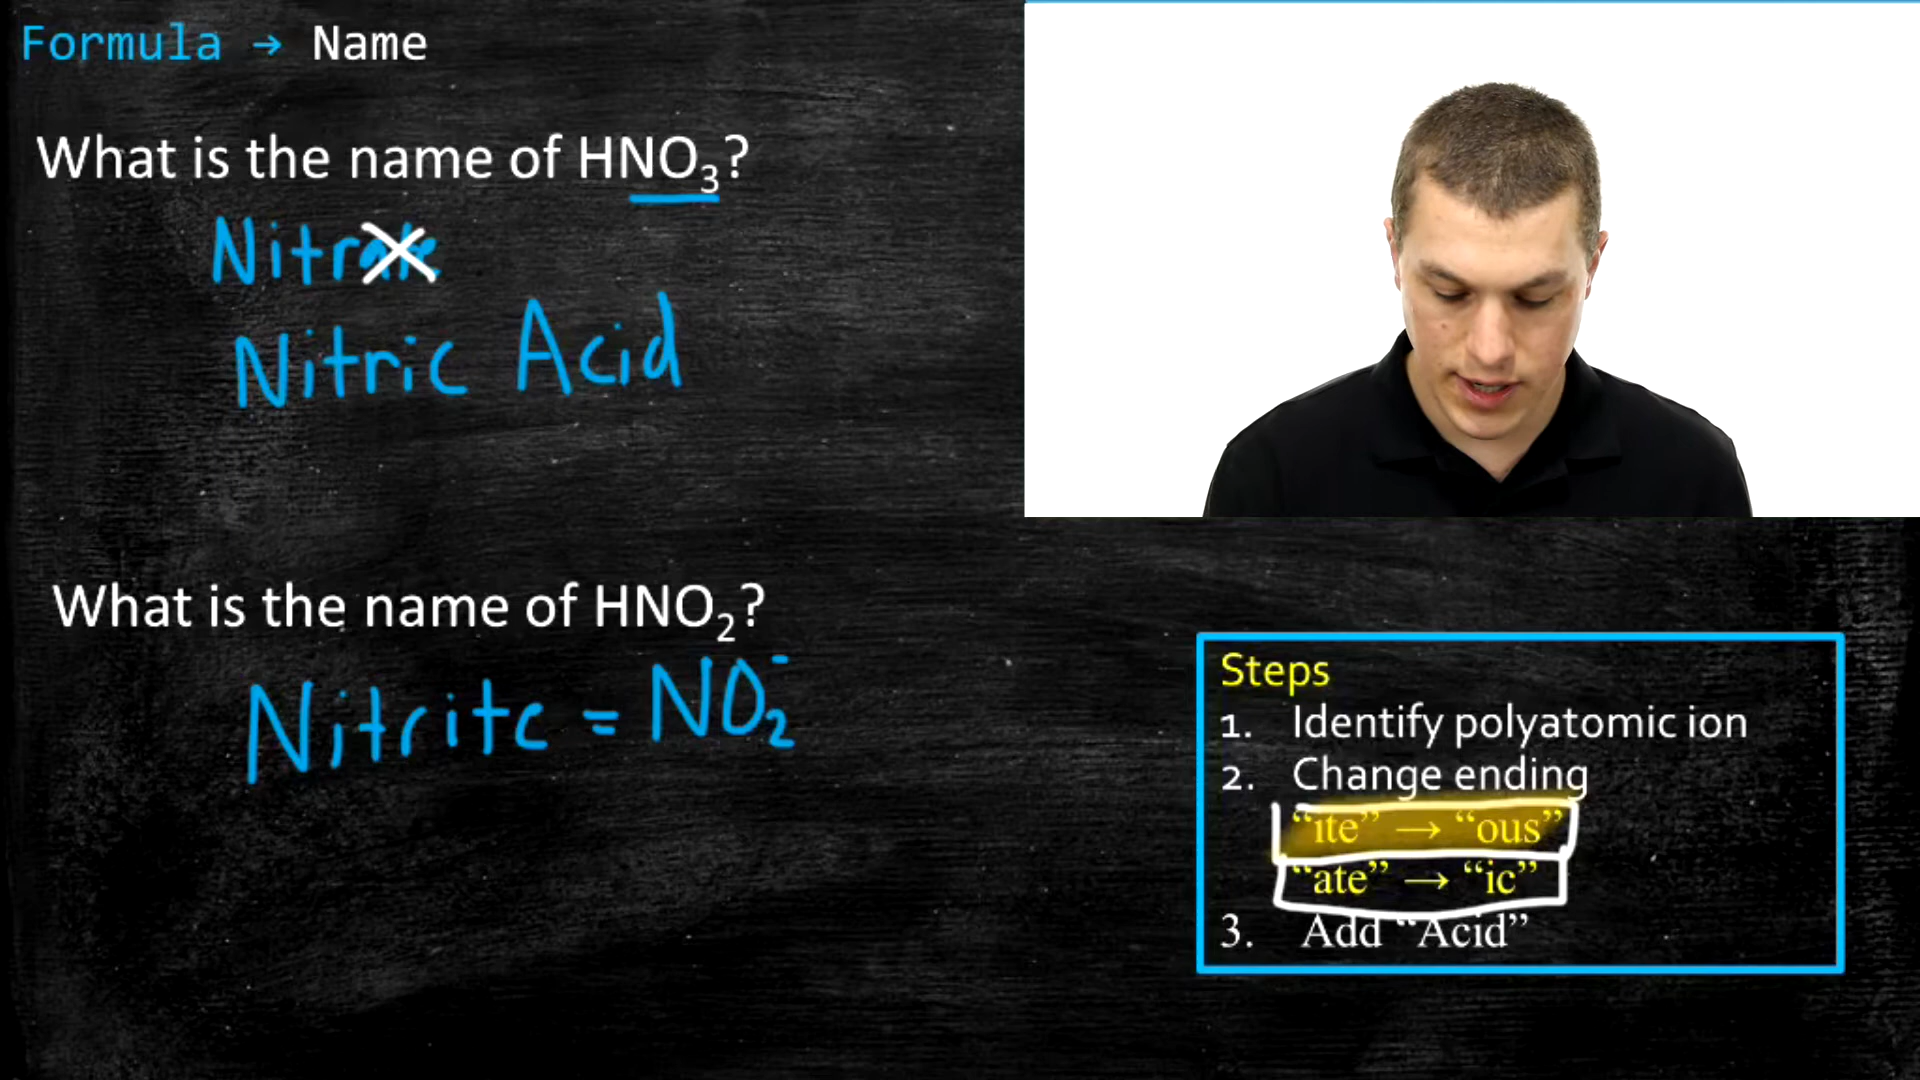 Formula → Name
What is the name of HNO₃?
Nitrate
Nitric Acid
What is the name of HNO₂?
Nitrite = NO₂⁻
Steps
1. Identify polyatomic ion
2. Change ending
“ite” → “ous”
“ate” → “ic”
3. Add “Acid”